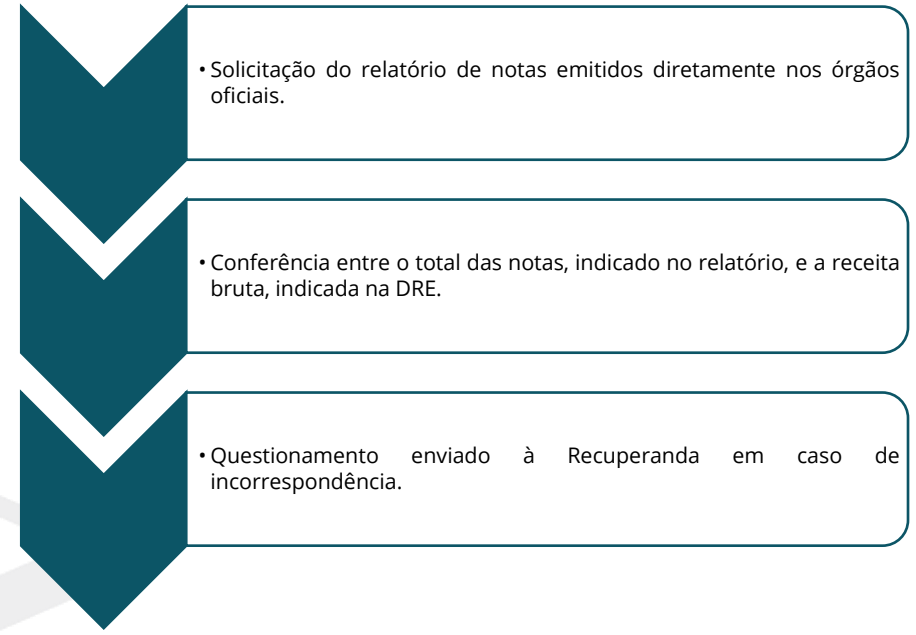 • Solicitação do relatório de notas emitidos diretamente nos órgãos
oficiais.
• Conferência entre o total das notas, indicado no relatório, e a receita
bruta, indicada na DRE.
• Questionamento enviado à Recuperanda em caso de
incorrespondência.